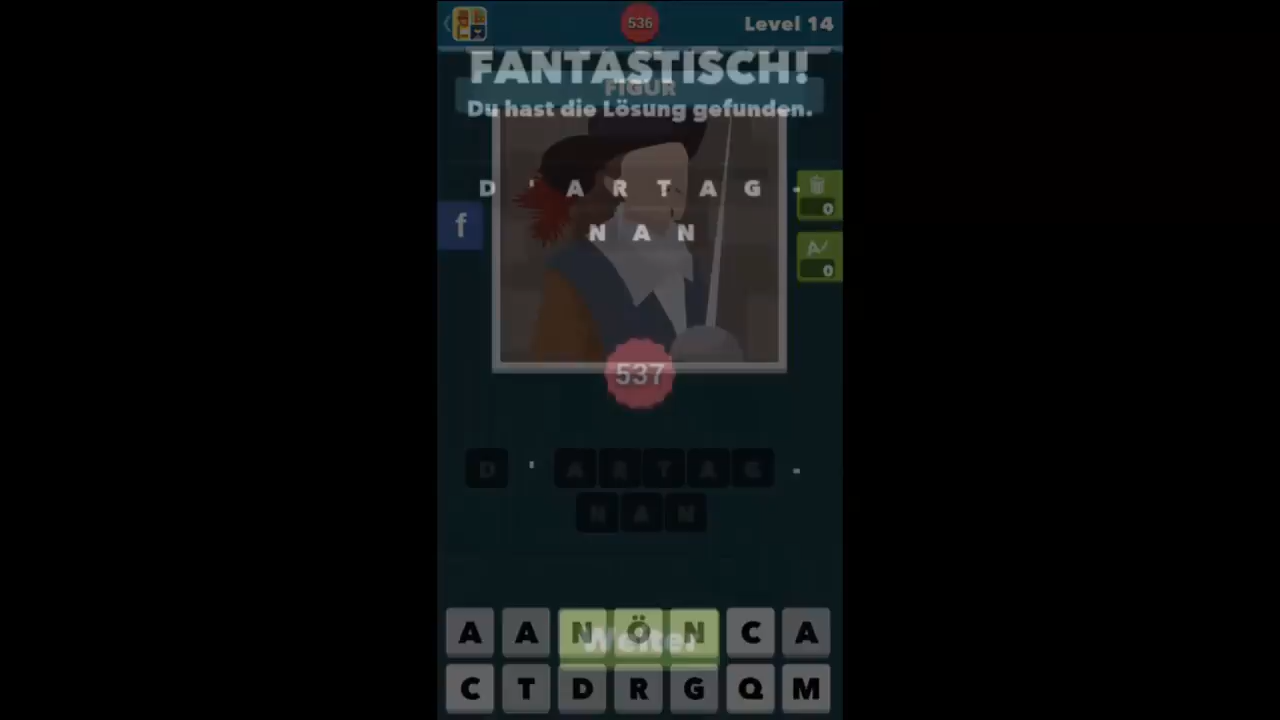 536 Level 14
FANTASTISCH!
FIGUR
Du hast die Lösung gefunden.
D ' A R T A G -
N A N
f
0
A
0
537
D ' A R T A G -
N A N
A A N Ö N C A
Weiter
C T D R G Q M